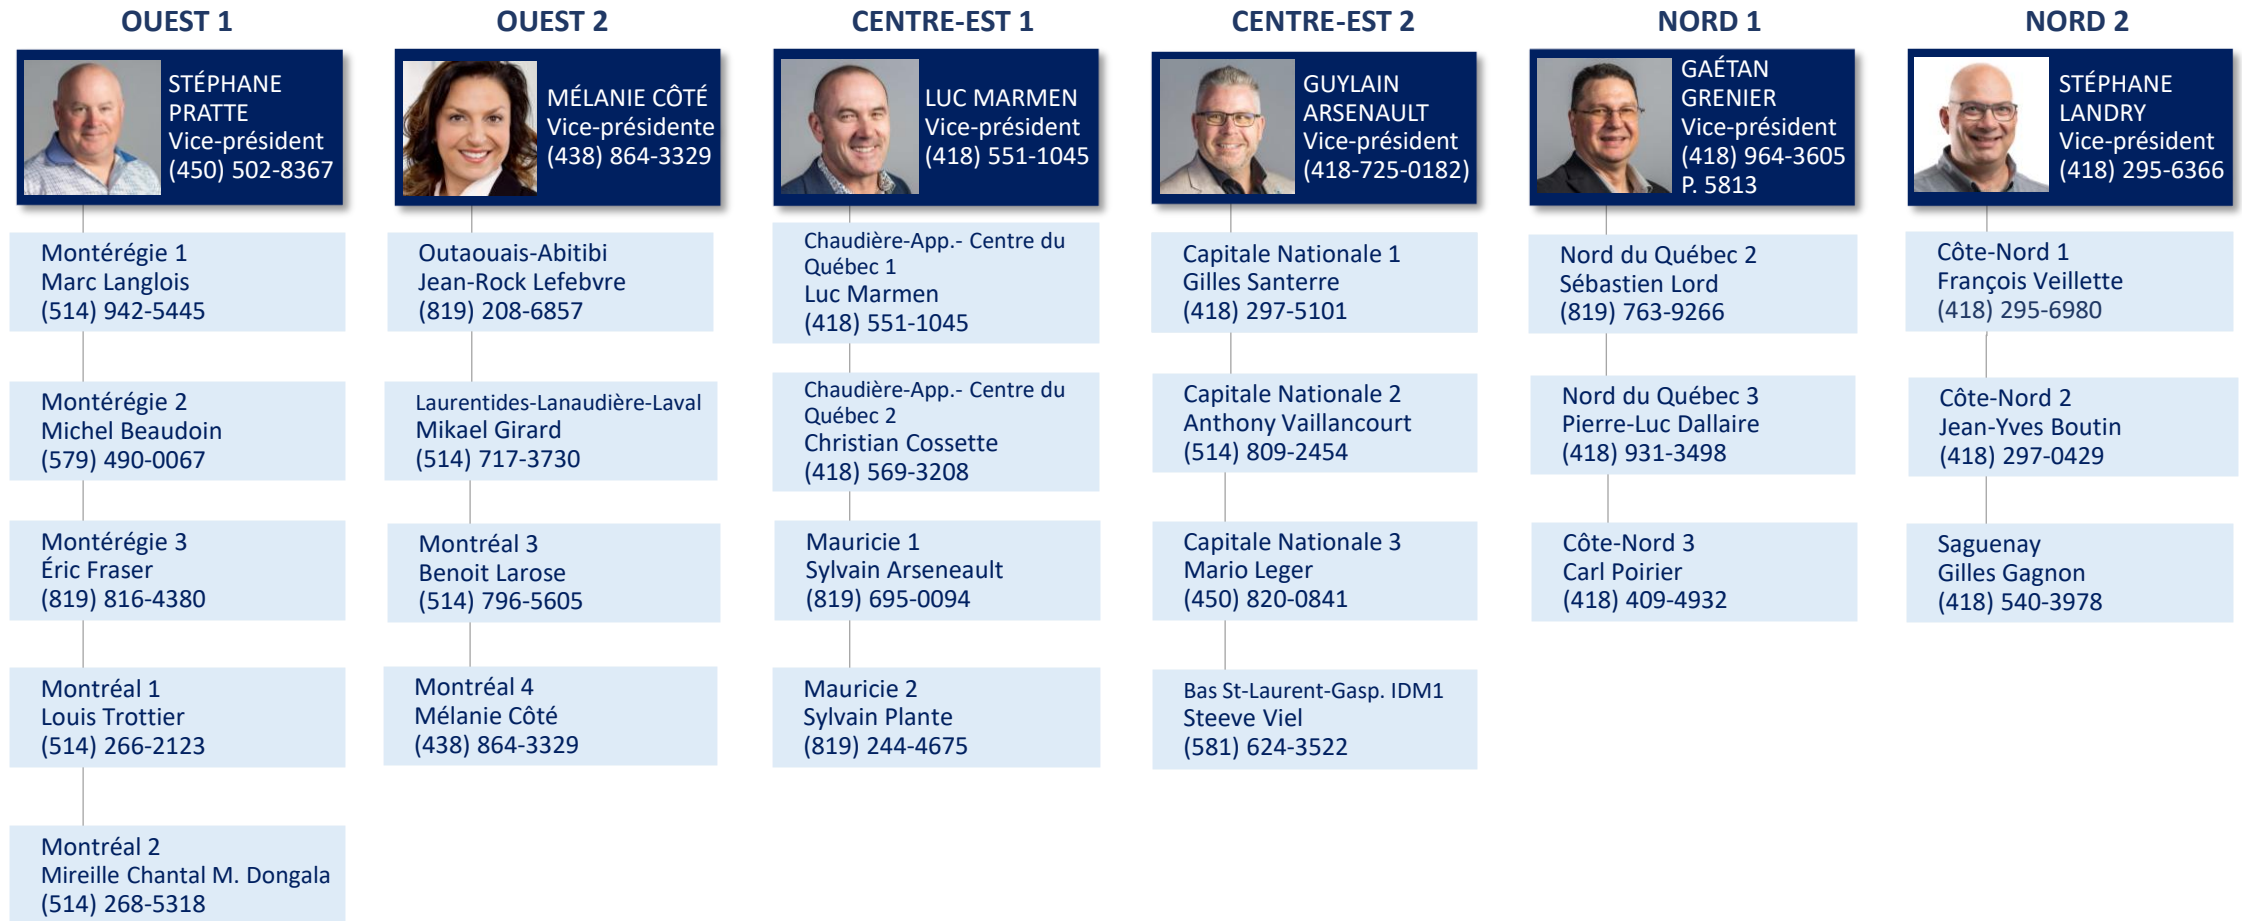 OUEST 1
STÉPHANE
PRATTE
Vice-président
(450) 502-8367
Montérégie 1
Marc Langlois
(514) 942-5445
Montérégie 2
Michel Beaudoin
(579) 490-0067
Montérégie 3
Éric Fraser
(819) 816-4380
Montréal 1
Louis Trottier
(514) 266-2123
Montréal 2
Mireille Chantal M. Dongala
(514) 268-5318
OUEST 2
MÉLANIE CÔTÉ
Vice-présidente
(438) 864-3329
Outaouais-Abitibi
Jean-Rock Lefebvre
(819) 208-6857
Laurentides-Lanaudière-Laval
Mikael Girard
(514) 717-3730
Montréal 3
Benoit Larose
(514) 796-5605
Montréal 4
Mélanie Côté
(438) 864-3329
CENTRE-EST 1
LUC MARMEN
Vice-président
(418) 551-1045
Chaudière-App.- Centre du
Québec 1
Luc Marmen
(418) 551-1045
Chaudière-App.- Centre du
Québec 2
Christian Cossette
(418) 569-3208
Mauricie 1
Sylvain Arseneault
(819) 695-0094
Mauricie 2
Sylvain Plante
(819) 244-4675
CENTRE-EST 2
GUYLAIN
ARSENAULT
Vice-président
(418-725-0182)
Capitale Nationale 1
Gilles Santerre
(418) 297-5101
Capitale Nationale 2
Anthony Vaillancourt
(514) 809-2454
Capitale Nationale 3
Mario Leger
(450) 820-0841
Bas St-Laurent-Gasp. IDM1
Steeve Viel
(581) 624-3522
NORD 1
GAÉTAN
GRENIER
Vice-président
(418) 964-3605
P. 5813
Nord du Québec 2
Sébastien Lord
(819) 763-9266
Nord du Québec 3
Pierre-Luc Dallaire
(418) 931-3498
Côte-Nord 3
Carl Poirier
(418) 409-4932
NORD 2
STÉPHANE
LANDRY
Vice-président
(418) 295-6366
Côte-Nord 1
François Veillette
(418) 295-6980
Côte-Nord 2
Jean-Yves Boutin
(418) 297-0429
Saguenay
Gilles Gagnon
(418) 540-3978